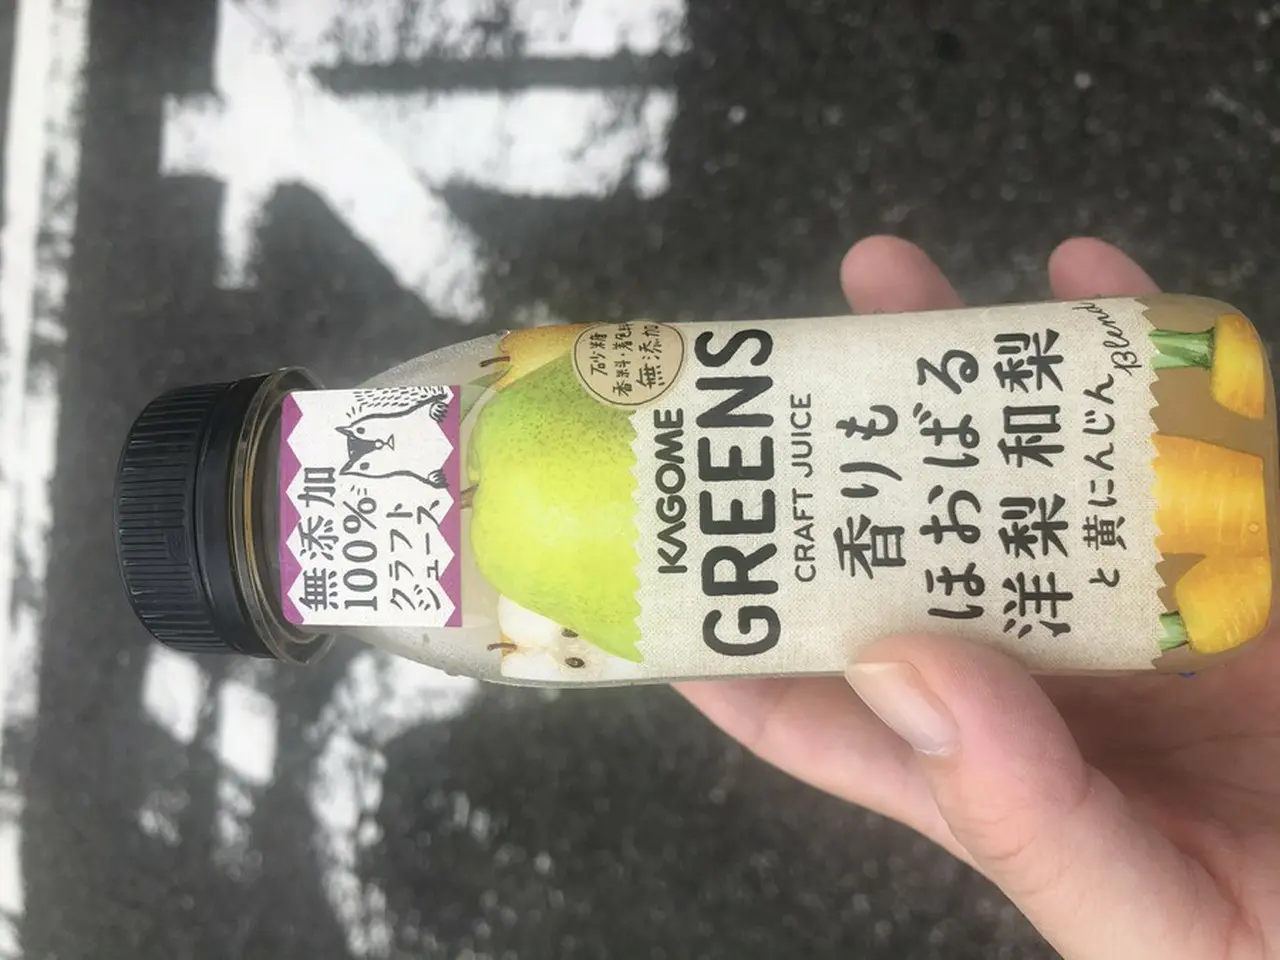 無添加
100%
クラフト
ジュース
砂糖
香料・着色料
無添加
KAGOME
GREENS
CRAFT JUICE
香りも
ほおばる
洋梨 和梨
と黄にんじん Blend